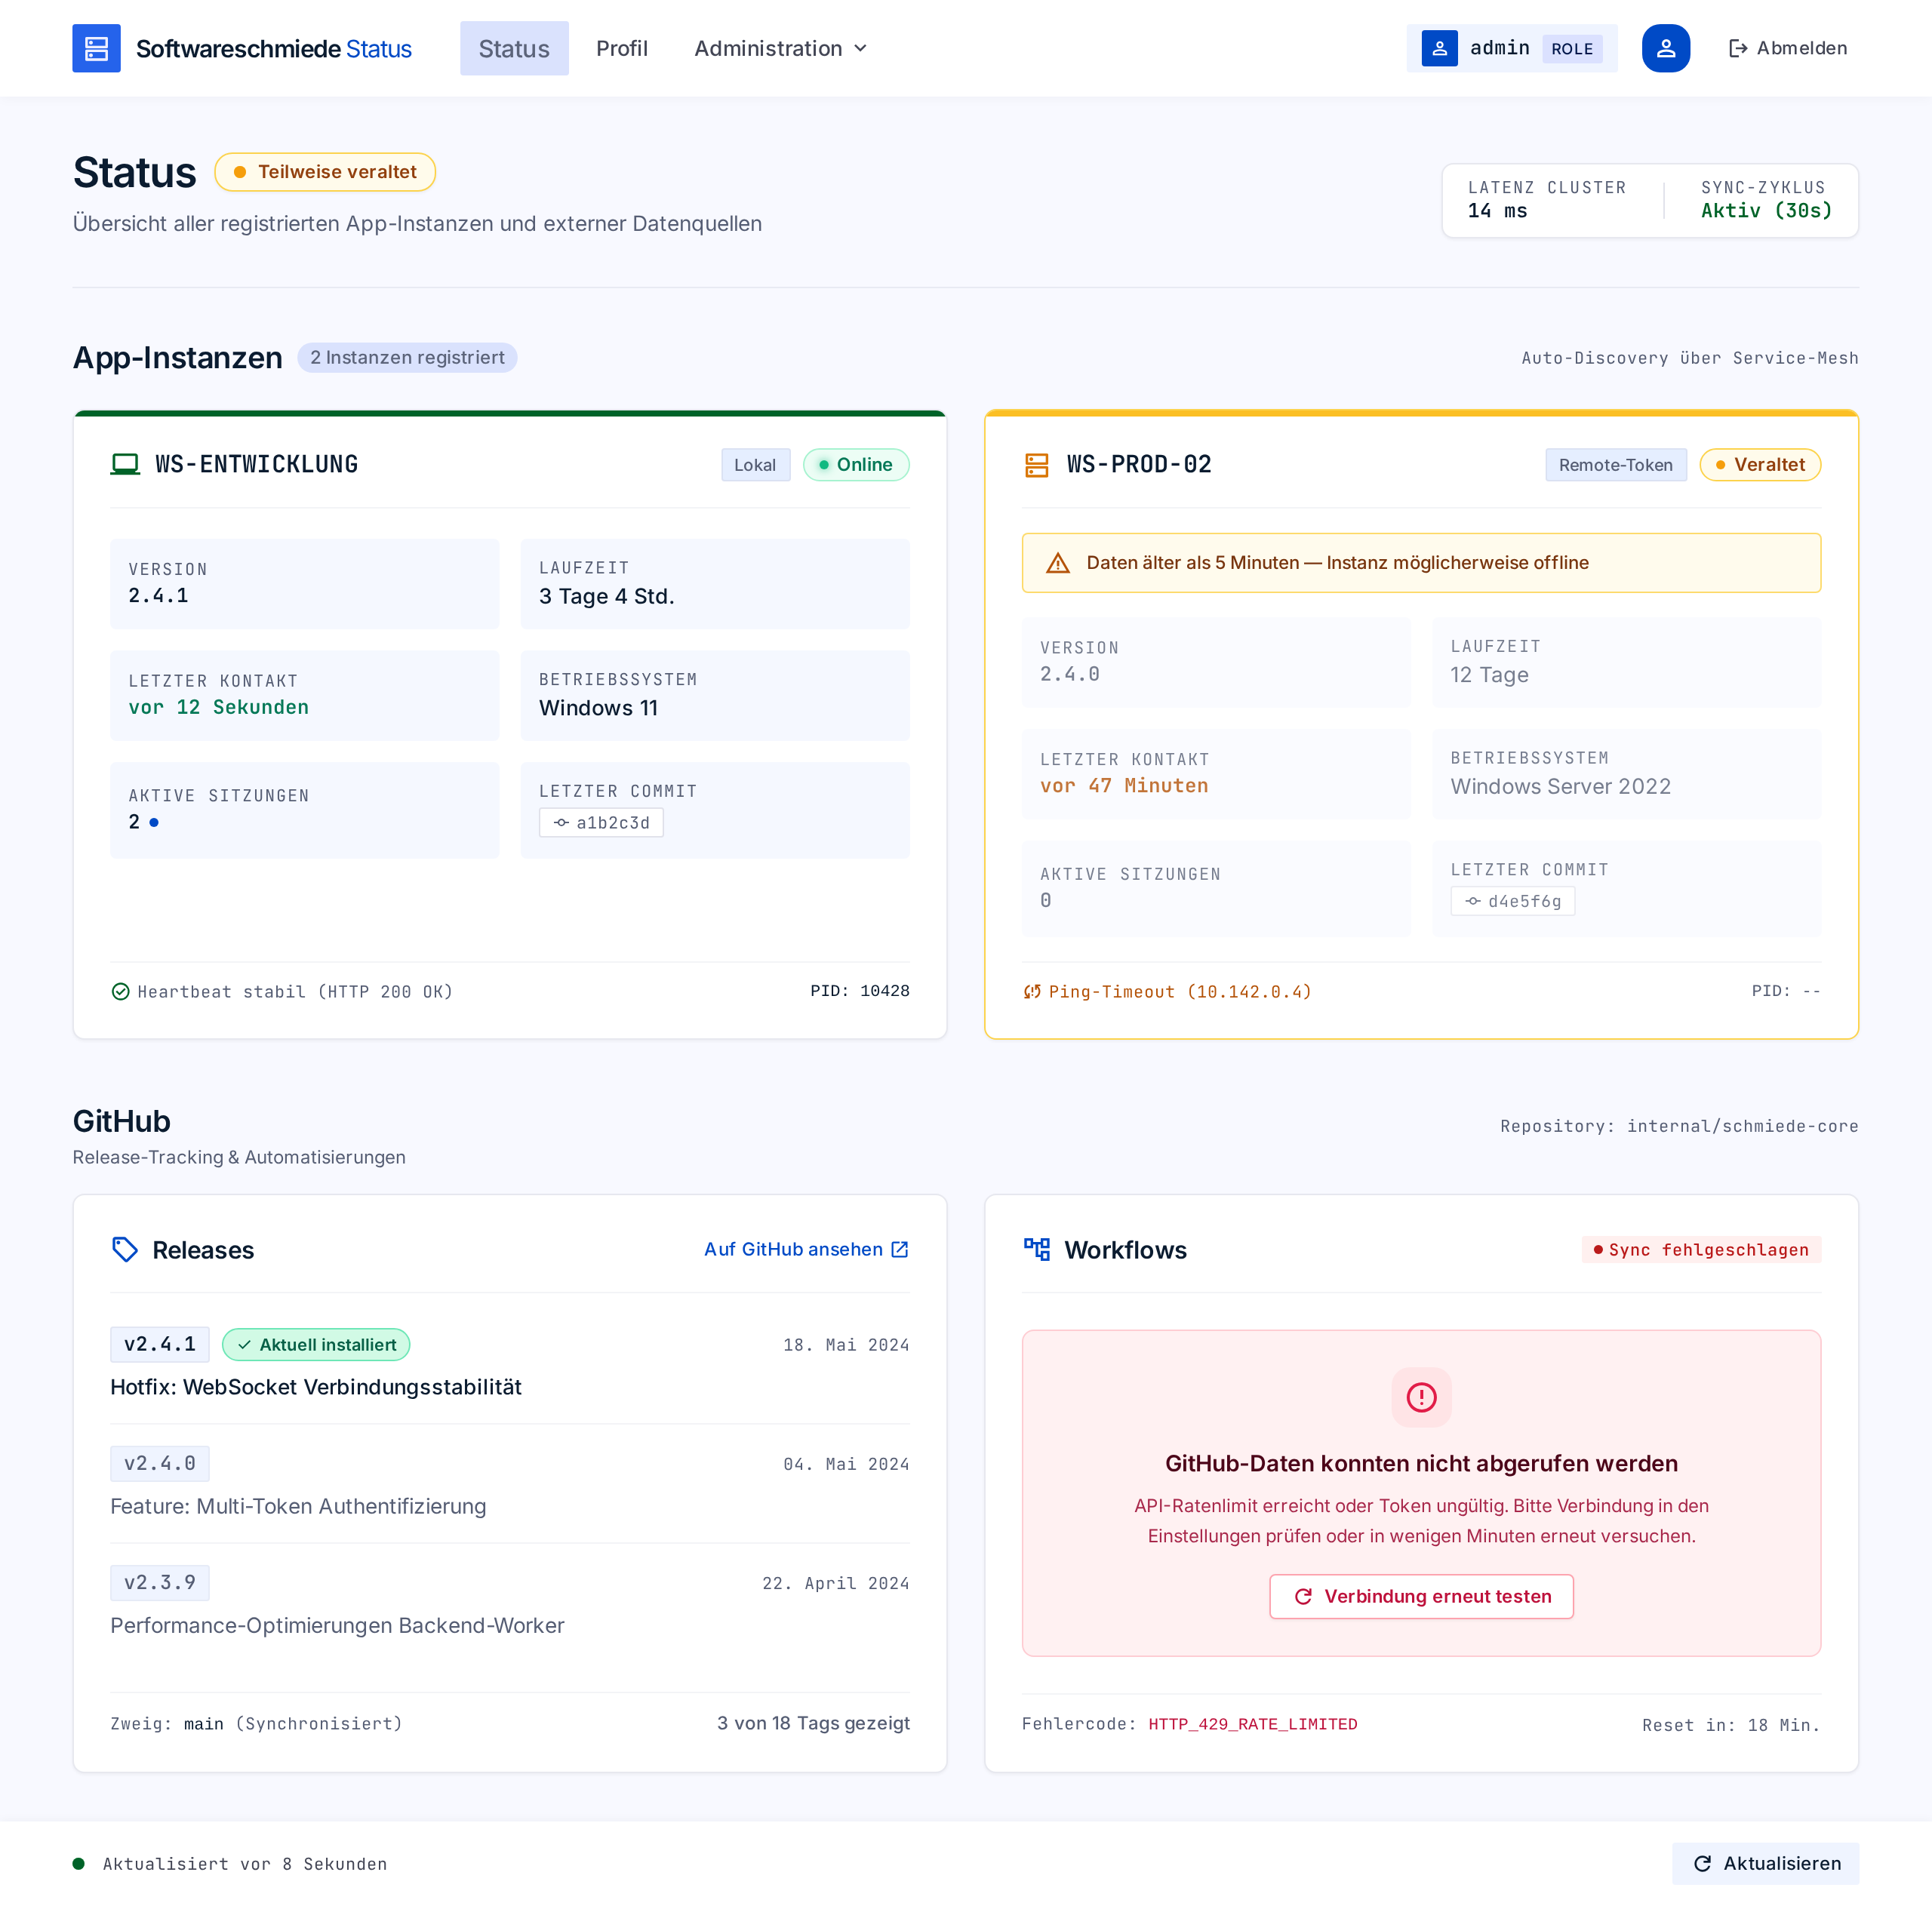 Softwareschmiede Status
Status
Profil
Administration
admin
ROLE
Abmelden
Status
Teilweise veraltet
Übersicht aller registrierten App-Instanzen und externer Datenquellen
LATENZ CLUSTER
14 ms
SYNC-ZYKLUS
Aktiv (30s)
App-Instanzen
2 Instanzen registriert
Auto-Discovery über Service-Mesh
WS-ENTWICKLUNG
Lokal
Online
VERSION
2.4.1
LAUFZEIT
3 Tage 4 Std.
LETZTER KONTAKT
vor 12 Sekunden
BETRIEBSSYSTEM
Windows 11
AKTIVE SITZUNGEN
2
LETZTER COMMIT
a1b2c3d
Heartbeat stabil (HTTP 200 OK)
PID: 10428
WS-PROD-02
Remote-Token
Veraltet
Daten älter als 5 Minuten — Instanz möglicherweise offline
VERSION
2.4.0
LAUFZEIT
12 Tage
LETZTER KONTAKT
vor 47 Minuten
BETRIEBSSYSTEM
Windows Server 2022
AKTIVE SITZUNGEN
0
LETZTER COMMIT
d4e5f6g
Ping-Timeout (10.142.0.4)
PID: --
GitHub
Release-Tracking & Automatisierungen
Repository: internal/schmiede-core
Releases
Auf GitHub ansehen
v2.4.1
Aktuell installiert
18. Mai 2024
Hotfix: WebSocket Verbindungsstabilität
v2.4.0
04. Mai 2024
Feature: Multi-Token Authentifizierung
v2.3.9
22. April 2024
Performance-Optimierungen Backend-Worker
Zweig: main (Synchronisiert)
3 von 18 Tags gezeigt
Workflows
Sync fehlgeschlagen
GitHub-Daten konnten nicht abgerufen werden
API-Ratenlimit erreicht oder Token ungültig. Bitte Verbindung in den
Einstellungen prüfen oder in wenigen Minuten erneut versuchen.
Verbindung erneut testen
Fehlercode: HTTP_429_RATE_LIMITED
Reset in: 18 Min.
Aktualisiert vor 8 Sekunden
Aktualisieren